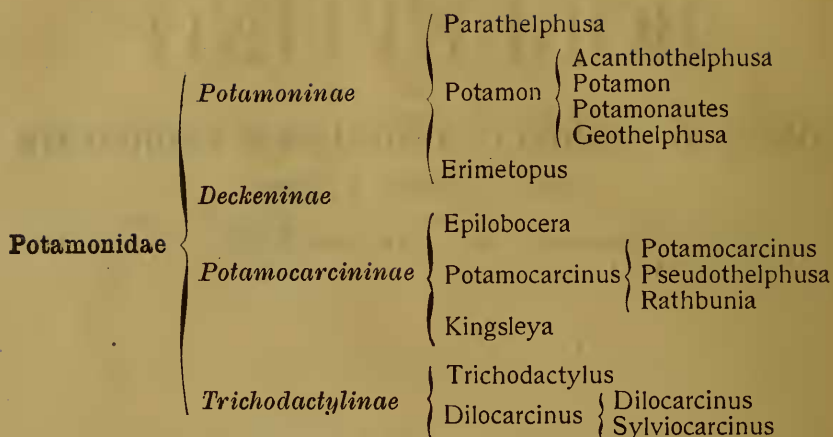 Parathelphusa
Acanthothelphusa
Potamoninae Potamon Potamon
Potamonautes
Geothelphusa
Erimetopus
Deckeninae
Potamonidae
Epilobocera
Potamocarcininae Potamocarcinus Potamocarcinus
Pseudothelphusa
Rathbunia
Kingsleya
Trichodactylinae Trichodactylus
Dilocarcinus Dilocarcinus
Sylviocarcinus